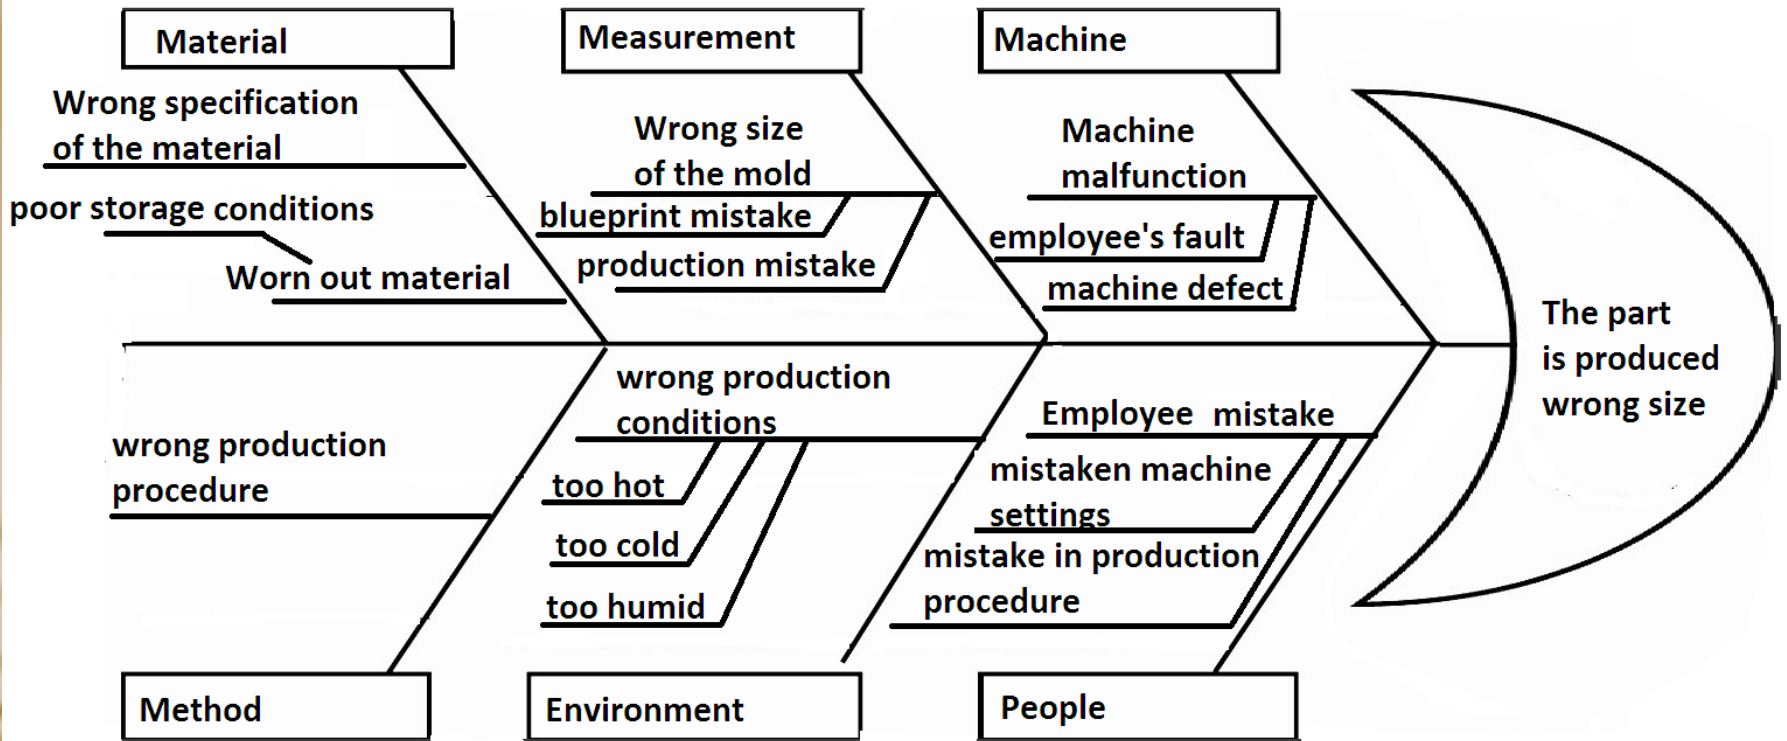 Material
Measurement
Machine
Wrong specification
of the material
poor storage conditions
Worn out material
Wrong size
of the mold
blueprint mistake
production mistake
Machine
malfunction
employee's fault
machine defect
The part
is produced
wrong size
wrong production
procedure
wrong production
conditions
too hot
too cold
too humid
Employee mistake
mistaken machine
settings
mistake in production
procedure
Method
Environment
People